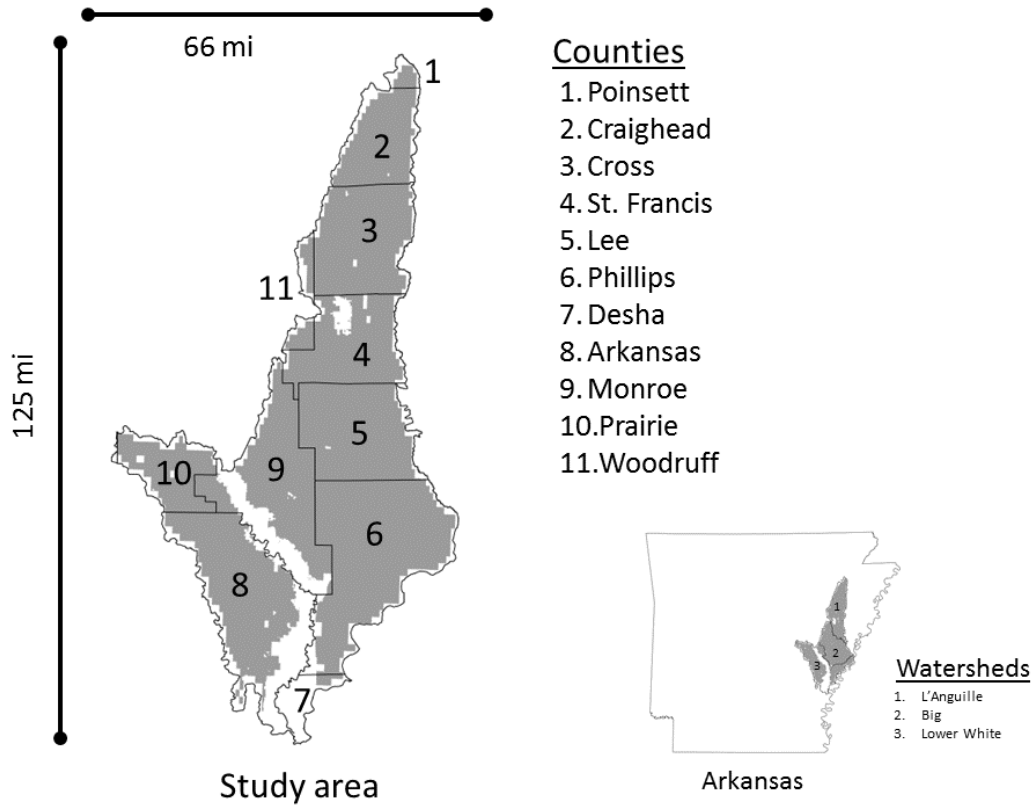 66 mi
125 mi
1
2
3
11
4
5
10
9
6
8
7
Study area
Counties
1. Poinsett
2. Craighead
3. Cross
4. St. Francis
5. Lee
6. Phillips
7. Desha
8. Arkansas
9. Monroe
10.Prairie
11.Woodruff
1
2
3
Arkansas
Watersheds
1. L'Anguille
2. Big
3. Lower White